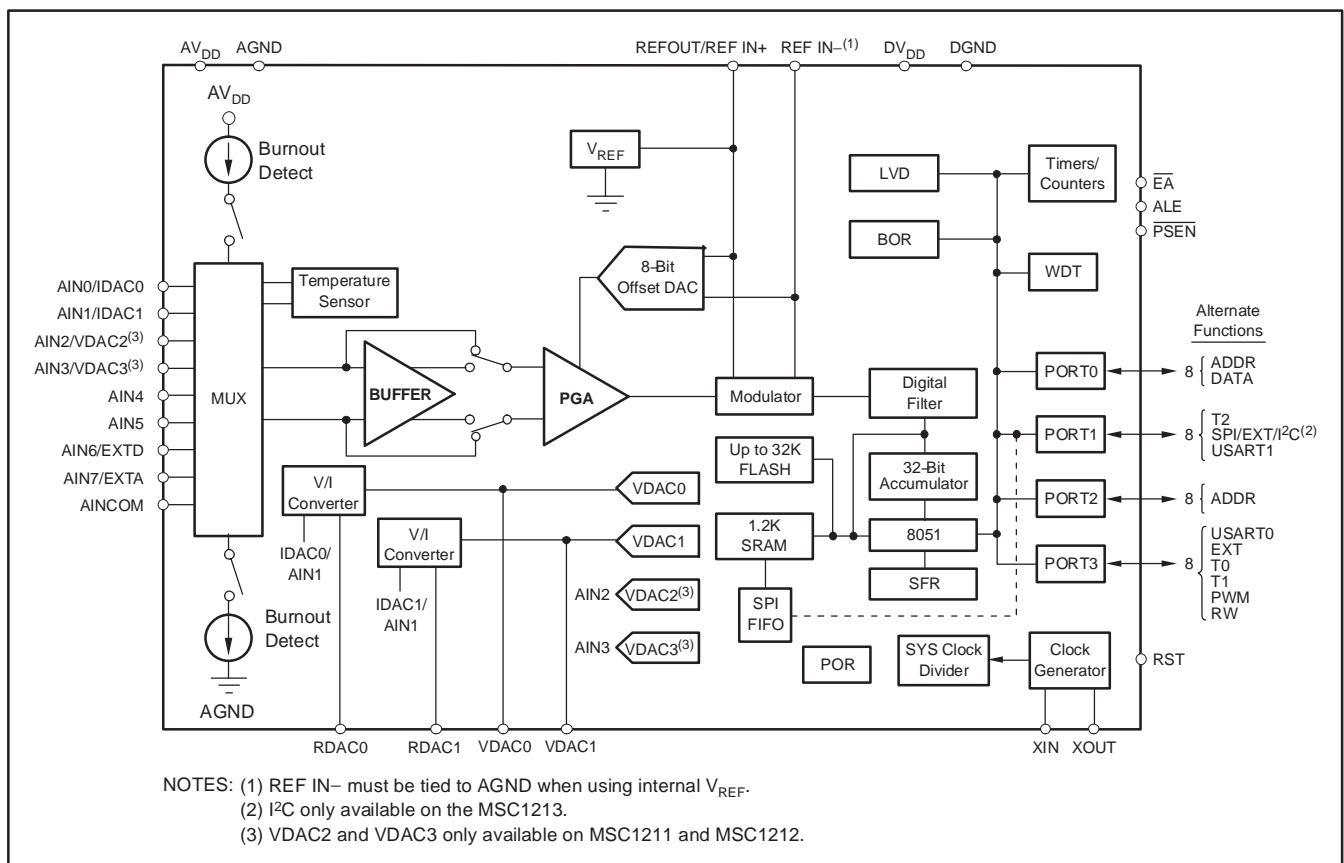 AVDD AGND REFOUT/REF IN+ REF IN−(1) DVDD DGND
AVDD
Burnout
Detect
VREF
LVD
Timers/
Counters
EA
ALE
PSEN
BOR
8-Bit
Offset DAC
WDT
Temperature
Sensor
AIN0/IDAC0
AIN1/IDAC1
AIN2/VDAC2(3)
AIN3/VDAC3(3)
AIN4
AIN5
AIN6/EXTD
AIN7/EXTA
AINCOM
MUX
BUFFER
PGA
Modulator
Digital
Filter
Alternate
Functions
PORT0
8
ADDR
DATA
PORT1
8
T2
SPI/EXT/I2C(2)
USART1
PORT2
8
ADDR
PORT3
8
USART0
EXT
T0
T1
PWM
RW
Up to 32K
FLASH
32-Bit
Accumulator
V/I
Converter
VDAC0
V/I
Converter
VDAC1
1.2K
SRAM
8051
SFR
IDAC0/
AIN1
IDAC1/
AIN1
AIN2 VDAC2(3)
AIN3 VDAC3(3)
SPI
FIFO
Burnout
Detect
AGND
POR
SYS Clock
Divider
Clock
Generator
RST
RDAC0 RDAC1 VDAC0 VDAC1 XIN XOUT
NOTES: (1) REF IN− must be tied to AGND when using internal VREF.
(2) I2C only available on the MSC1213.
(3) VDAC2 and VDAC3 only available on MSC1211 and MSC1212.